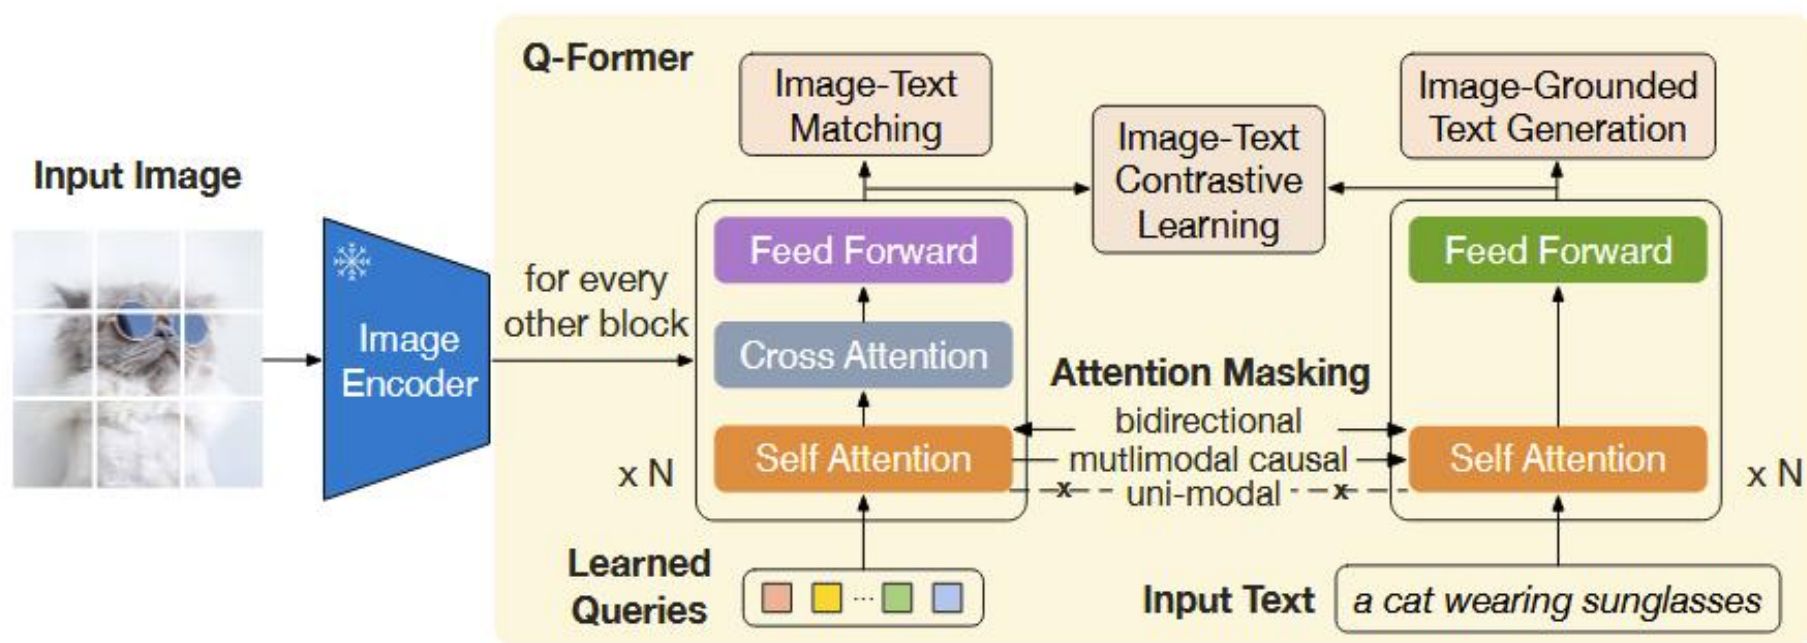 Q-Former
Input Image
Image
Encoder
for every
other block
Image-Text
Matching
Image-Text
Contrastive
Learning
Image-Grounded
Text Generation
Feed Forward
Cross Attention
Self Attention
x N
Attention Masking
bidirectional
mutlimodal causal
x uni-modal x
Feed Forward
Self Attention
x N
Learned
Queries
...
Input Text
a cat wearing sunglasses